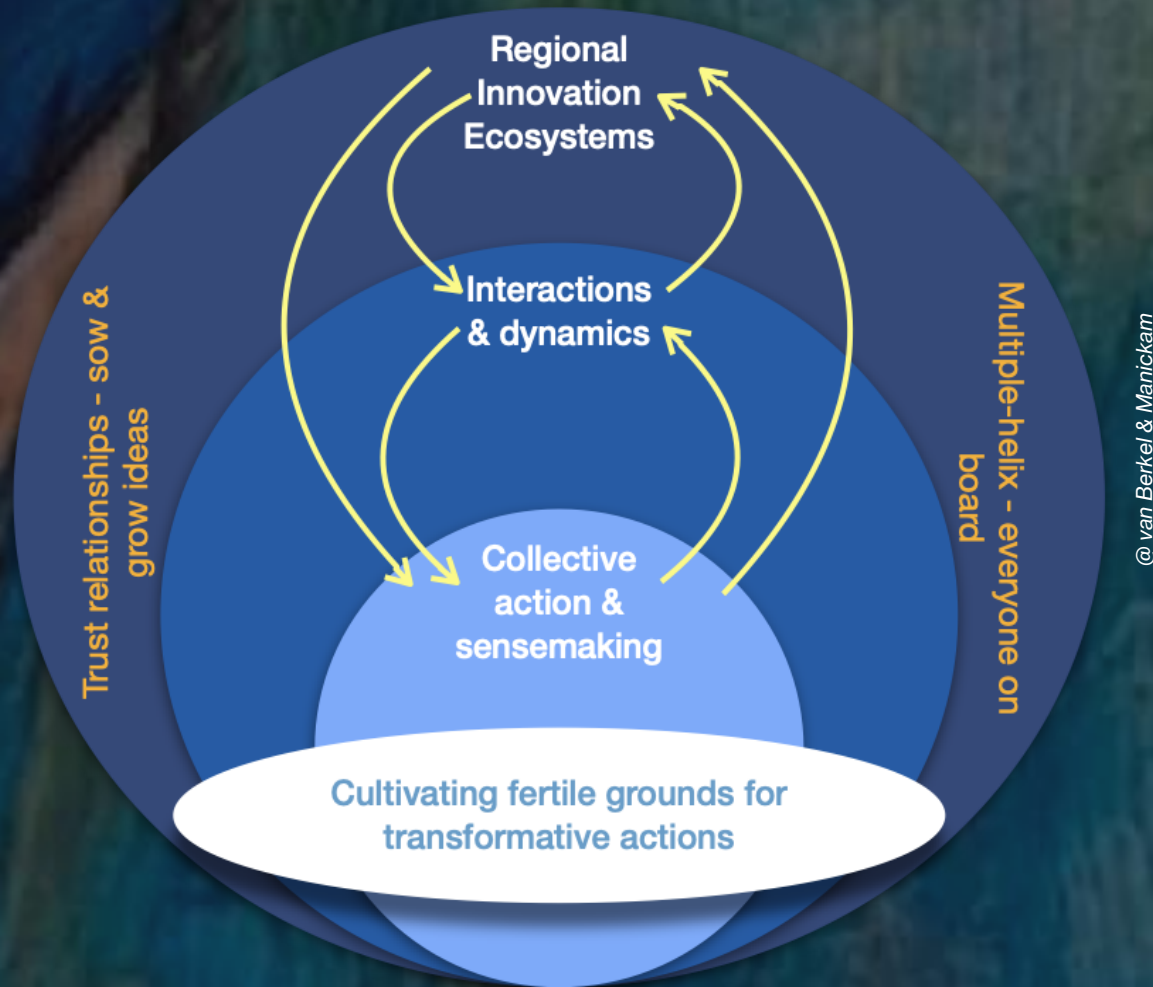 Regional
Innovation
Ecosystems
Interactions
& dynamics
Collective
action &
sensemaking
Cultivating fertile grounds for
transformative actions
Trust relationships - sow &
grow ideas
Multiple-helix - everyone on
board
@ van Berkel & Manickam